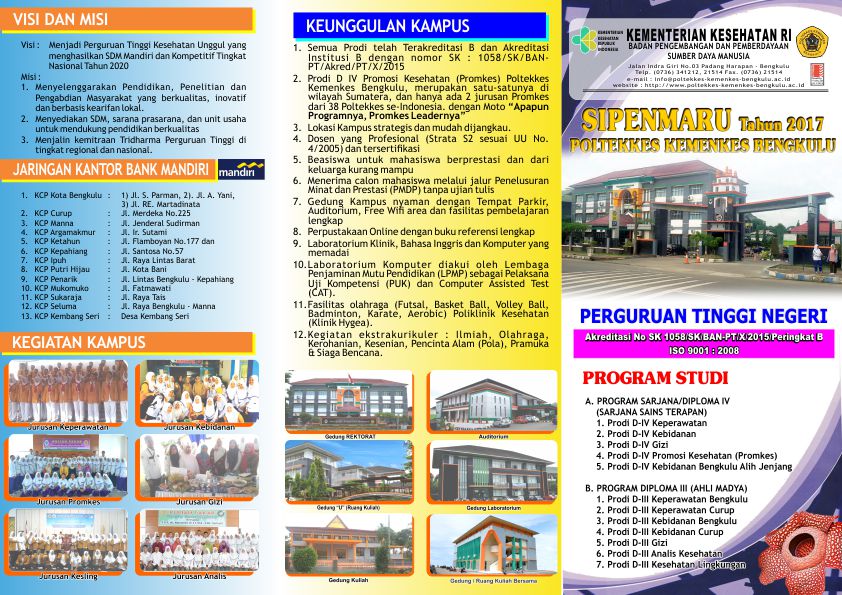 VISI DAN MISI
Visi : Menjadi Perguruan Tinggi Kesehatan Unggul yang
menghasilkan SDM Mandiri dan Kompetitif Tingkat
Nasional Tahun 2020
Misi :
1. Menyelenggarakan Pendidikan, Penelitian dan
Pengabdian Masyarakat yang berkualitas, inovatif
dan berbasis kearifan lokal.
2. Menyediakan SDM, sarana prasarana, dan unit usaha
untuk mendukung pendidikan berkualitas
3. Menjalin kemitraan Tridharma Perguruan Tinggi di
tingkat regional dan nasional.
JARINGAN KANTOR BANK MANDIRI
mandiri
1. KCP Kota Bengkulu : 1) Jl. S. Parman, 2). Jl. A. Yani,
3) Jl. RE. Martadinata
2. KCP Curup : Jl. Merdeka No.225
3. KCP Manna : Jl. Jenderal Sudirman
4. KCP Argamakmur : Jl. Ir. Sutami
5. KCP Ketahun : Jl. Flamboyan No.177 dan
6. KCP Kepahiang : Jl. Santosa No.57
7. KCP Ipuh : Jl. Raya Lintas Barat
8. KCP Putri Hijau : Jl. Kota Bani
9. KCP Penarik : Jl. Lintas Bengkulu - Kepahiang
10. KCP Mukomuko : Jl. Fatmawati
11. KCP Sukaraja : Jl. Raya Tais
12. KCP Seluma : Jl. Raya Bengkulu - Manna
13. KCP Kembang Seri : Desa Kembang Seri
KEGIATAN KAMPUS
Jurusan Keperawatan
Jurusan Kebidanan
Jurusan Promkes
Jurusan Gizi
Jurusan Kesling
Jurusan Analis
KEUNGGULAN KAMPUS
1. Semua Prodi telah Terakreditasi B dan Akreditasi
Institusi B dengan nomor SK : 1058/SK/BAN-
PT/Akred/PT/X/2015
2. Prodi D IV Promosi Kesehatan (Promkes) Poltekkes
Kemenkes Bengkulu, merupakan satu-satunya di
wilayah Sumatera, dan hanya ada 2 jurusan Promkes
dari 38 Poltekkes se-Indonesia. dengan Moto “Apapun
Programnya, Promkes Leadernya”
3. Lokasi Kampus strategis dan mudah dijangkau.
4. Dosen yang Profesional (Strata S2 sesuai UU No.
4/2005) dan tersertifikasi
5. Beasiswa untuk mahasiswa berprestasi dan dari
keluarga kurang mampu
6. Menerima calon mahasiswa melalui jalur Penelusuran
Minat dan Prestasi (PMDP) tanpa ujian tulis
7. Gedung Kampus nyaman dengan Tempat Parkir,
Auditorium, Free Wifi area dan fasilitas pembelajaran
lengkap
8. Perpustakaan Online dengan buku referensi lengkap
9. Laboratorium Klinik, Bahasa Inggris dan Komputer yang
memadai
10.Laboratorium Komputer diakui oleh Lembaga
Penjaminan Mutu Pendidikan (LPMP) sebagai Pelaksana
Uji Kompetensi (PUK) dan Computer Assisted Test
(CAT).
11.Fasilitas olahraga (Futsal, Basket Ball, Volley Ball,
Badminton, Karate, Aerobic) Poliklinik Kesehatan
(Klinik Hygea).
12.Kegiatan ekstrakurikuler : Ilmiah, Olahraga,
Kerohanian, Kesenian, Pencinta Alam (Pola), Pramuka
& Siaga Bencana.
Gedung REKTORAT
Auditorium
Gedung "U" (Ruang Kuliah)
Gedung Laboratorium
Gedung Kuliah
Gedung I Ruang Kuliah Bersama
KEMENTERIAN
KESEHATAN
REPUBLIK
INDONESIA
KEMENTERIAN KESEHATAN RI
BADAN PENGEMBANGAN DAN PEMBERDAYAAN
SUMBER DAYA MANUSIA
Jalan Indra Giri No.03 Padang Harapan - Bengkulu
Telp. (0736) 341212, 21514 Fax. (0736) 21514
e-mail : info@poltekkes-kemenkes-bengkulu.ac.id
website : http://www.poltekkes-kemenkes-bengkulu.ac.id
SIPENMARU Tahun 2017
POLTEKKES KEMENKES BENGKULU
PERGURUAN TINGGI NEGERI
Akreditasi No SK 1058/SK/BAN-PT/X/2015/Peringkat B
ISO 9001 : 2008
PROGRAM STUDI
A. PROGRAM SARJANA/DIPLOMA IV
(SARJANA SAINS TERAPAN)
1. Prodi D-IV Keperawatan
2. Prodi D-IV Kebidanan
3. Prodi D-IV Gizi
4. Prodi D-IV Promosi Kesehatan (Promkes)
5. Prodi D-IV Kebidanan Bengkulu Alih Jenjang
B. PROGRAM DIPLOMA III (AHLI MADYA)
1. Prodi D-III Keperawatan Bengkulu
2. Prodi D-III Keperawatan Curup
3. Prodi D-III Kebidanan Bengkulu
4. Prodi D-III Kebidanan Curup
5. Prodi D-III Gizi
6. Prodi D-III Analis Kesehatan
7. Prodi D-III Kesehatan Lingkungan